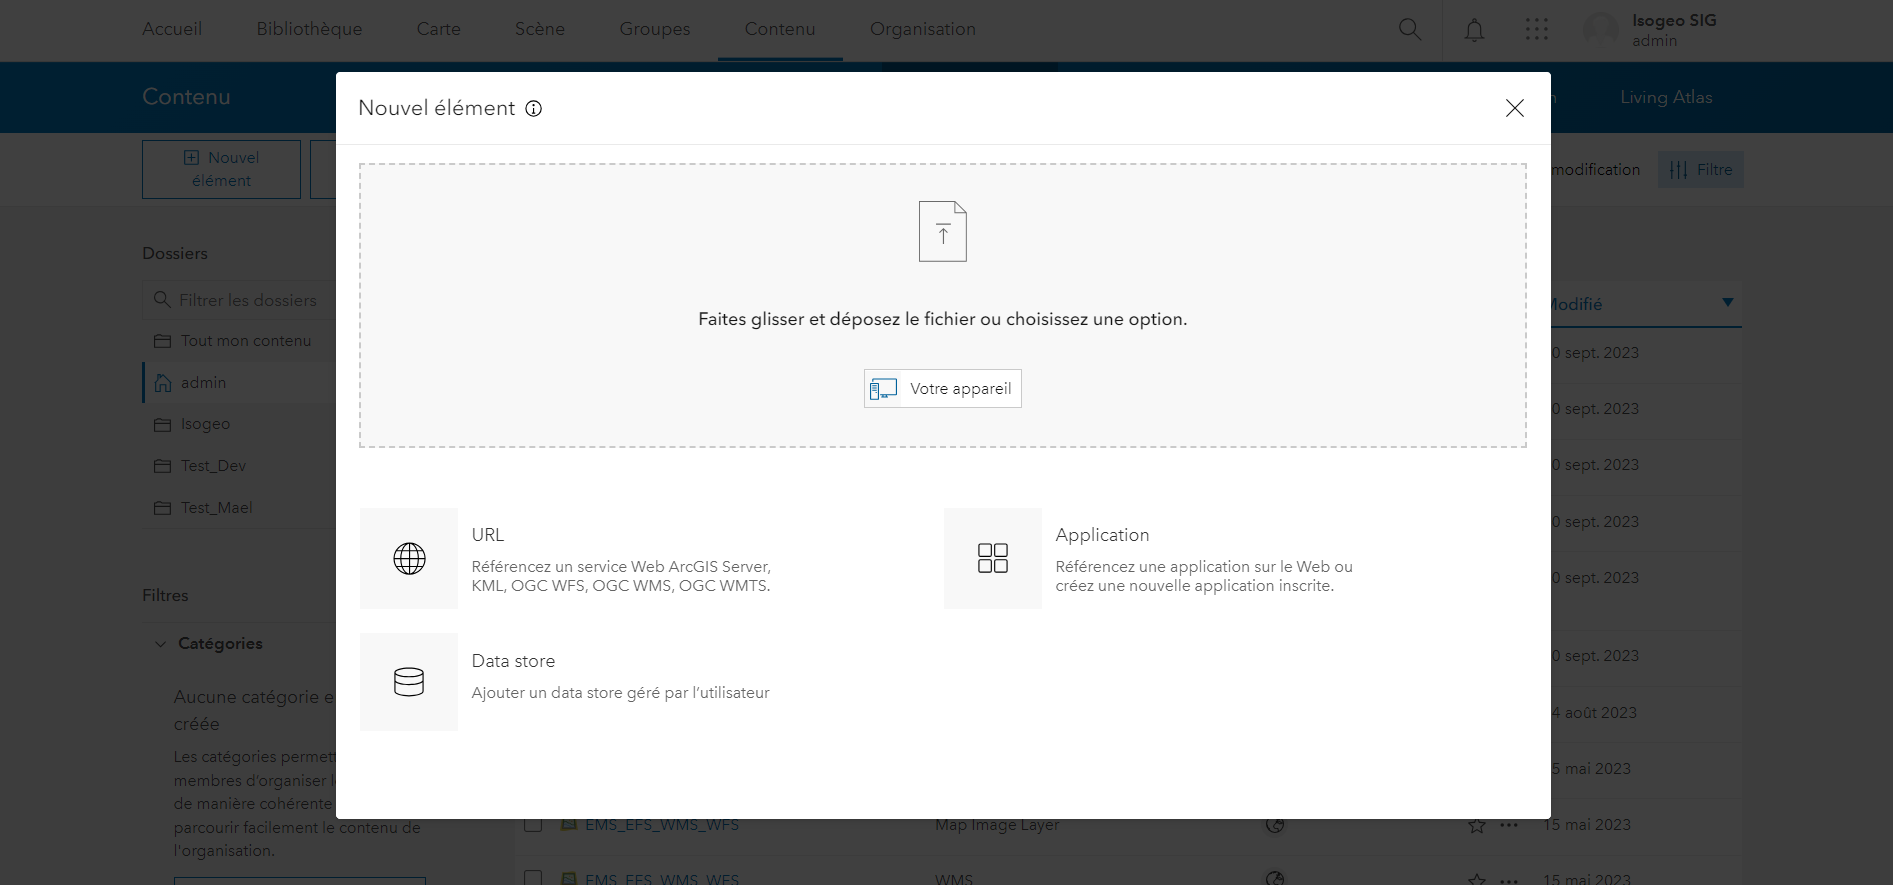 Accueil
Bibliothèque
Carte
Scène
Groupes
Contenu
Organisation
Isogeo SIG
admin
Contenu
Living Atlas
Nouvel élément
Nouvel
élément
modification
Filtre
Faites glisser et déposez le fichier ou choisissez une option.
Votre appareil
URL
Référencez un service Web ArcGIS Server,
KML, OGC WFS, OGC WMS, OGC WMTS.
Application
Référencez une application sur le Web ou
créez une nouvelle application inscrite.
Data store
Ajouter un data store géré par l’utilisateur
Dossiers
Filtrer les dossiers
Tout mon contenu
admin
Isogeo
Test_Dev
Test_Mael
Filtres
Catégories
Aucune catégorie
créée
Les catégories
membres d’organiser
de manière cohérente
parcourir facilement le contenu de
l'organisation.
Modifié
0 sept. 2023
0 sept. 2023
0 sept. 2023
0 sept. 2023
0 sept. 2023
0 sept. 2023
4 août 2023
5 mai 2023
EMS_EFS_WMS_WFS
Map Image Layer
15 mai 2023
EMS_EFS_WMS_WFS
WMS
15 mai 2023